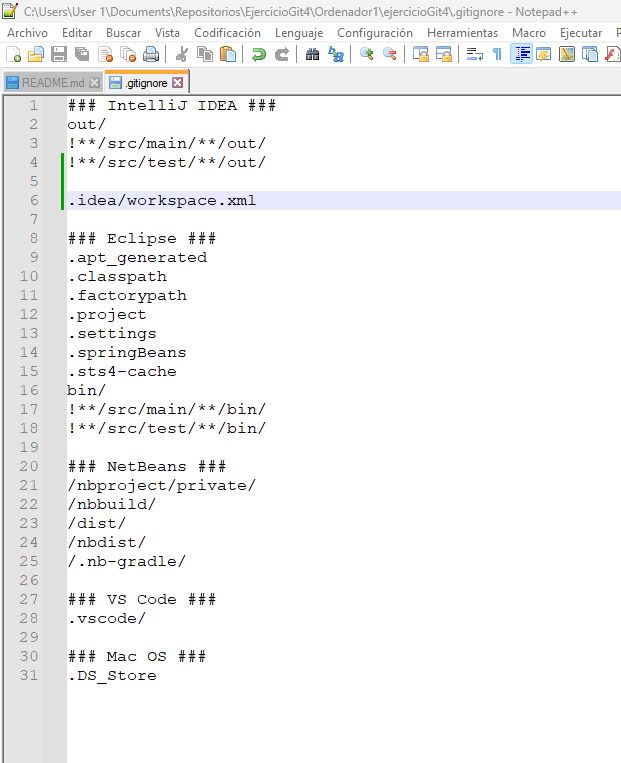 C:\Users\User 1\Documents\Repositorios\EjercicioGit4\Ordenador1\ejercicioGit4\.gitignore - Notepad++
Archivo Editar Buscar Vista Codificación Lenguaje Configuración Herramientas Macro Ejecutar
README.md .gitignore
1 ### IntelliJ IDEA ###
2 out/
3 !**/src/main/**/out/
4 !**/src/test/**/out/
5
6 .idea/workspace.xml
7
8 ### Eclipse ###
9 .apt_generated
10 .classpath
11 .factorypath
12 .project
13 .settings
14 .springBeans
15 .sts4-cache
16 bin/
17 !**/src/main/**/bin/
18 !**/src/test/**/bin/
19
20 ### NetBeans ###
21 /nbproject/private/
22 /nbbuild/
23 /dist/
24 /nbdist/
25 /.nb-gradle/
26
27 ### VS Code ###
28 .vscode/
29
30 ### Mac OS ###
31 .DS_Store